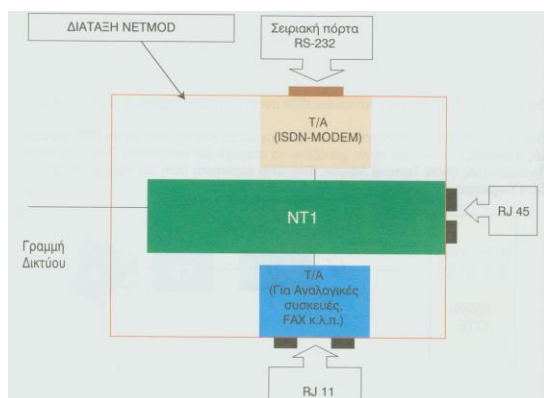 ΔΙΑΤΑΞΗ NETMOD
Σειριακή πόρτα
RS-232
T/A
(ISDN-MODEM)
NT1
RJ 45
Γραμμή
Δικτύου
T/A
(Για Αναλογικές
συσκευές,
FAX κ.λ.π.)
RJ 11